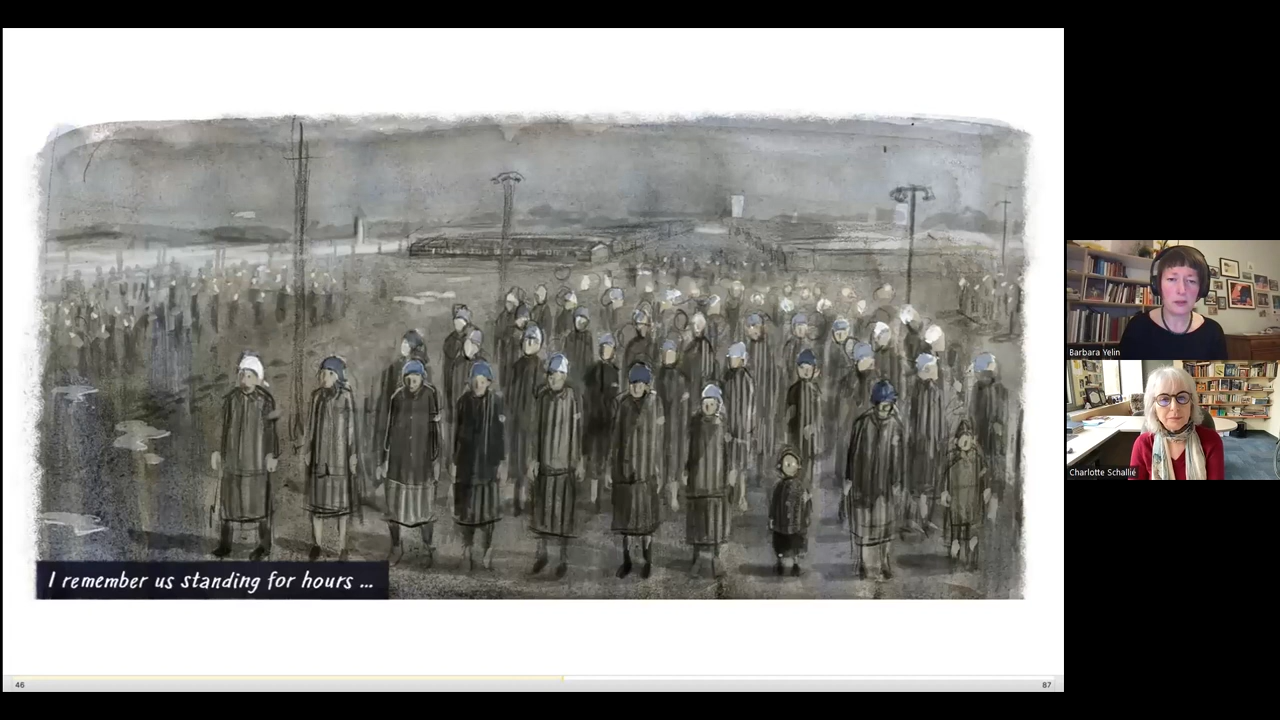 I remember us standing for hours ...
46
87
Barbara Yelin
Charlotte Schallié